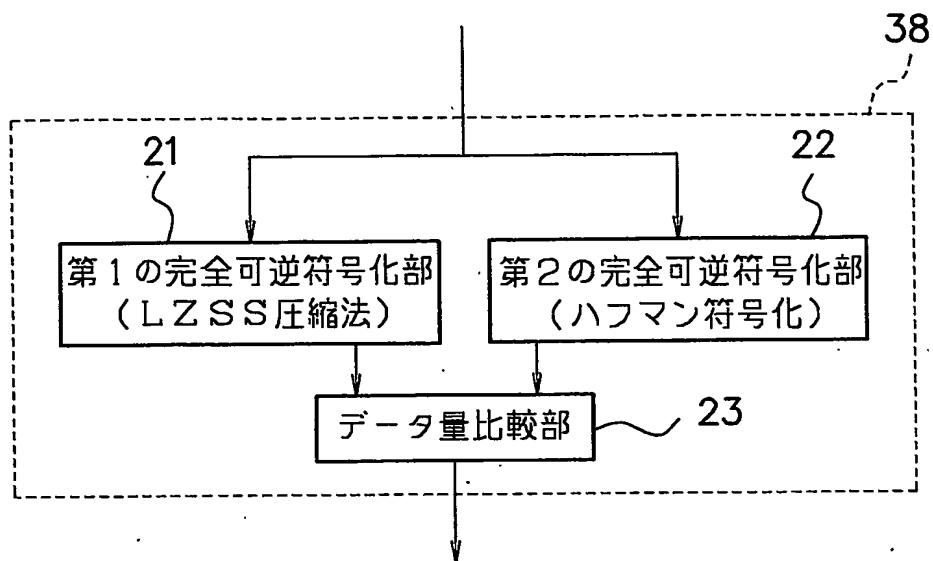 38
21
22
第1の完全可逆符号化部
(LZSS圧縮法)
第2の完全可逆符号化部
(ハフマン符号化)
データ量比較部
23